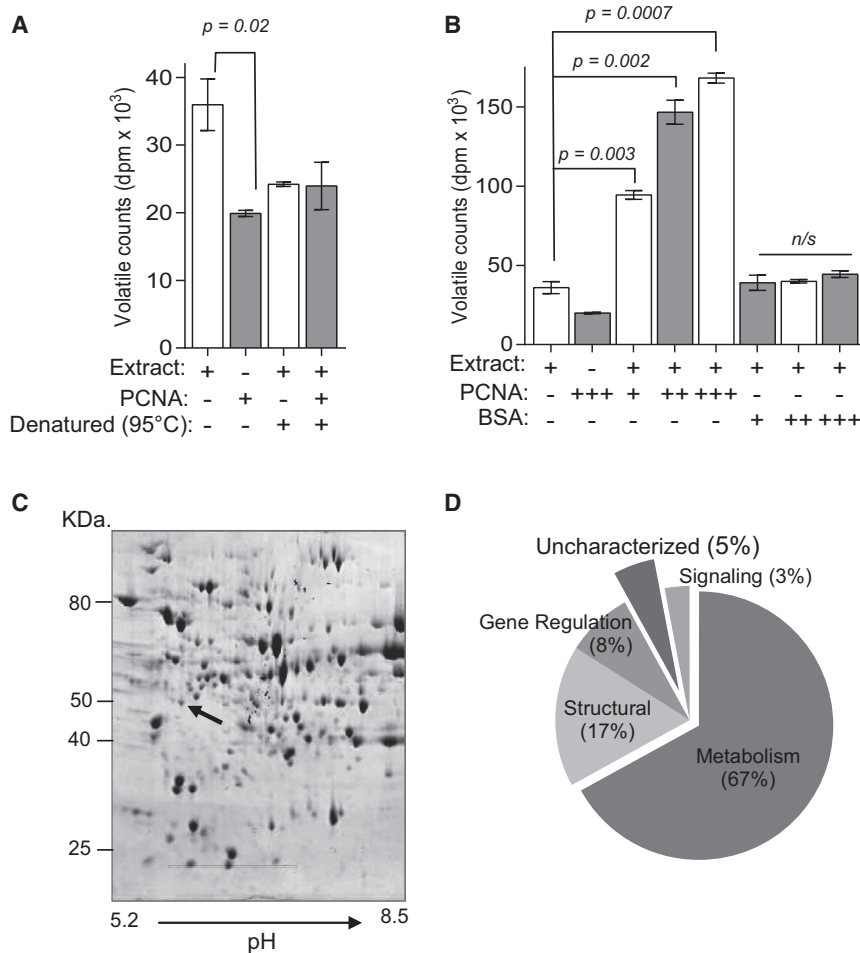 A
p = 0.02
Volatile counts (dpm x 10³)
40
30
20
10
0
Extract: + - + +
PCNA: - + - +
Denatured (95°C): - - + +
B
p = 0.0007
p = 0.002
p = 0.003
n/s
Volatile counts (dpm x 10³)
150
100
50
0
Extract: + - + + + + + +
PCNA: - +++ + ++ +++ - - -
BSA: - - - - - + ++ +++
C
KDa.
80
50
40
25
5.2
8.5
pH
D
Uncharacterized (5%)
Signaling (3%)
Gene Regulation
(8%)
Structural
(17%)
Metabolism
(67%)